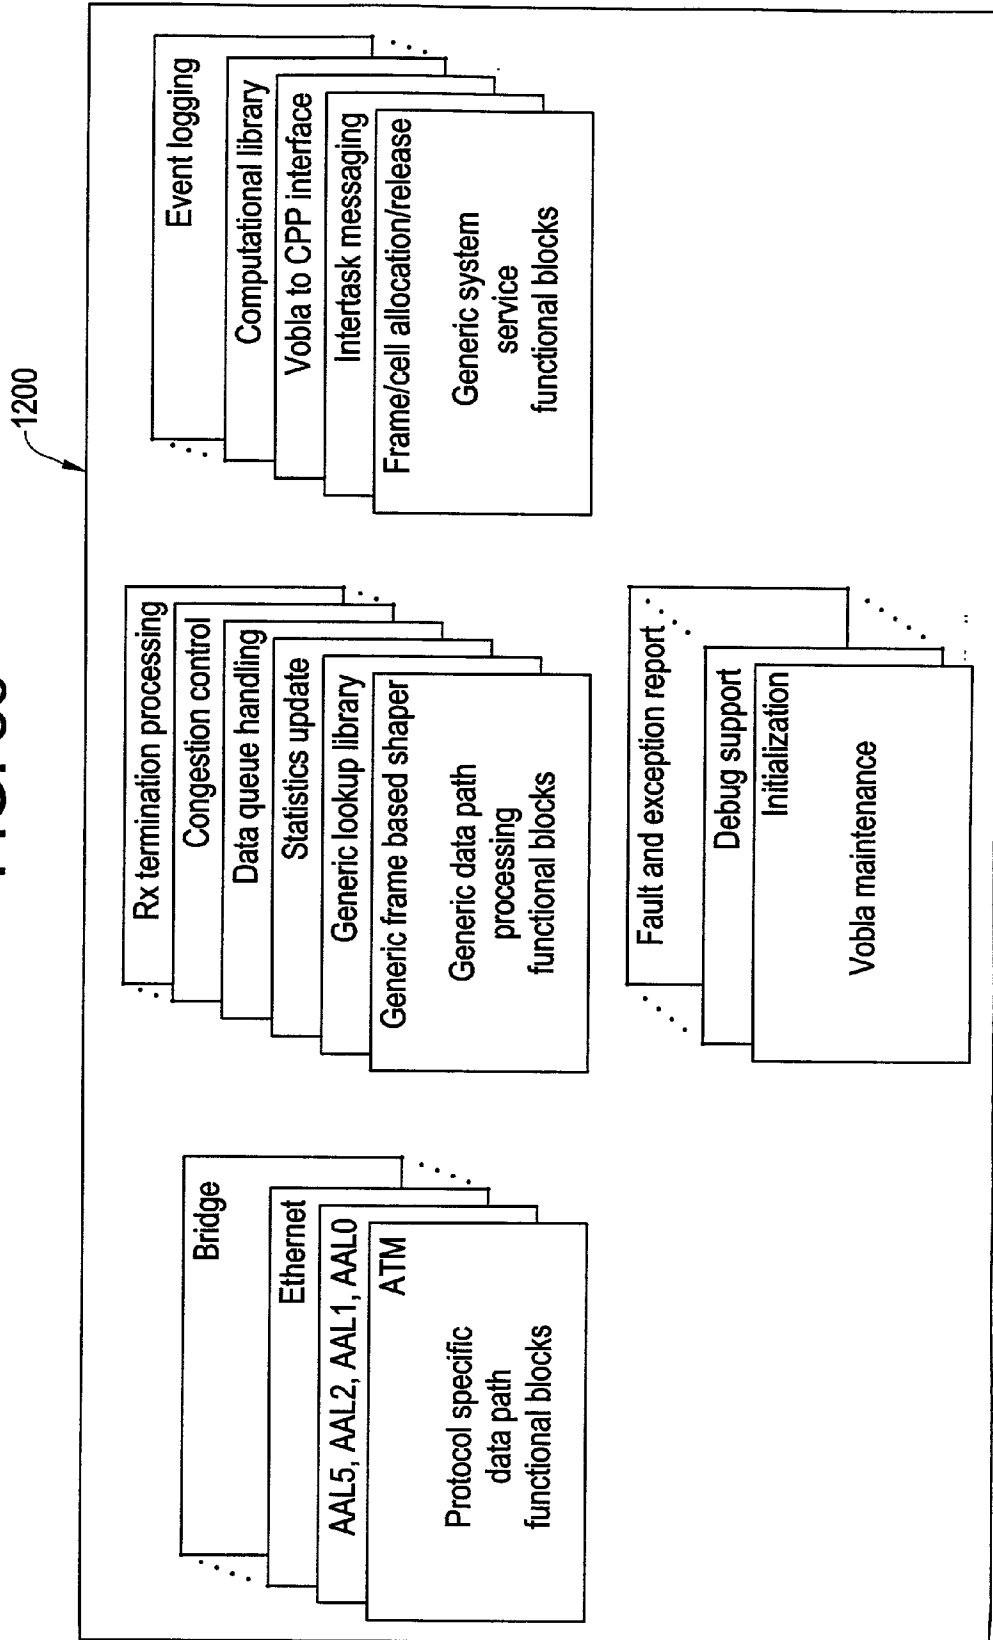 1200
Bridge
Ethernet
AAL5, AAL2, AAL1, AAL0
ATM
Protocol specific
data path
functional blocks
Rx termination processing
Congestion control
Data queue handling
Statistics update
Generic lookup library
Generic frame based shaper
Generic data path
processing
functional blocks
Event logging
Computational library
Vobla to CPP interface
Intertask messaging
Frame/cell allocation/release
Generic system
service
functional blocks
Fault and exception report
Debug support
Initialization
Vobla maintenance